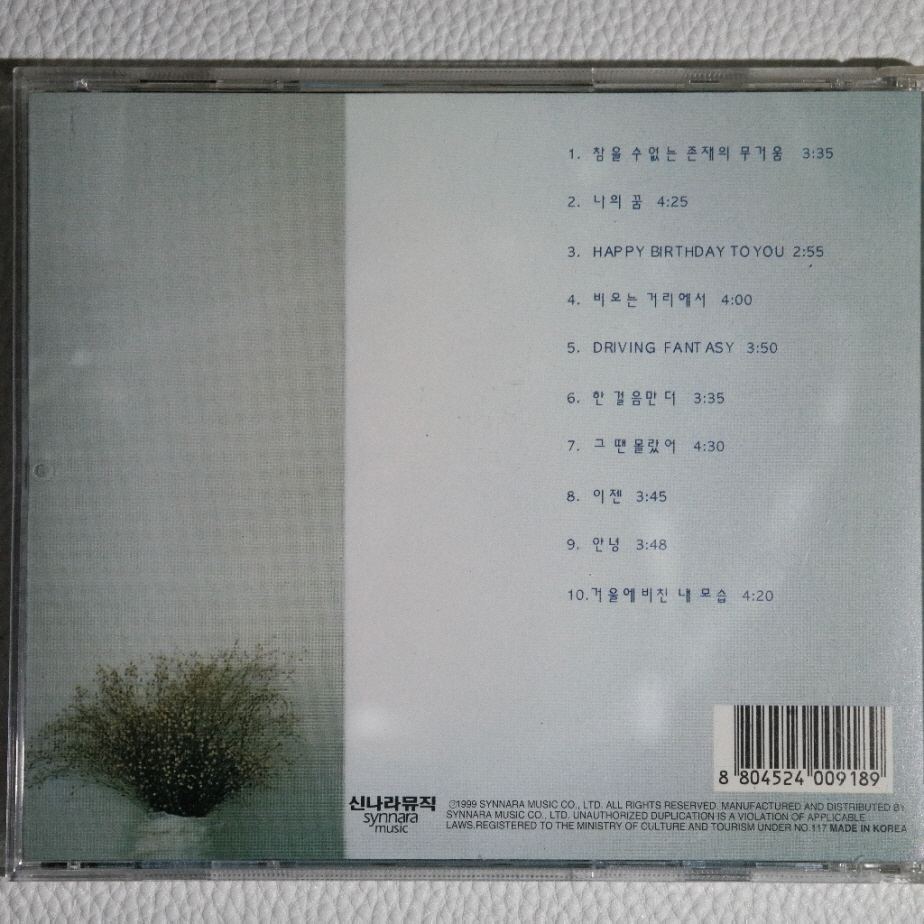 1. 참을 수없는 존재의 무거움 3:35
2. 나의 꿈 4:25
3. HAPPY BIRTHDAY TO YOU 2:55
4. 비오는 거리에서 4:00
5. DRIVING FANTASY 3:50
6. 한 걸음만 더 3:35
7. 그 땐 몰랐어 4:30
8. 이젠 3:45
9. 안녕 3:48
10.거울에비친 내 모습 4:20
8 804524 009189
신나라뮤직
synnara
music
℗1999 SYNNARA MUSIC CO., LTD. ALL RIGHTS RESERVED. MANUFACTURED AND DISTRIBUTED BY
SYNNARA MUSIC CO., LTD. UNAUTHORIZED DUPLICATION IS A VIOLATION OF APPLICABLE
LAWS.REGISTERED TO THE MINISTRY OF CULTURE AND TOURISM UNDER NO.117 MADE IN KOREA